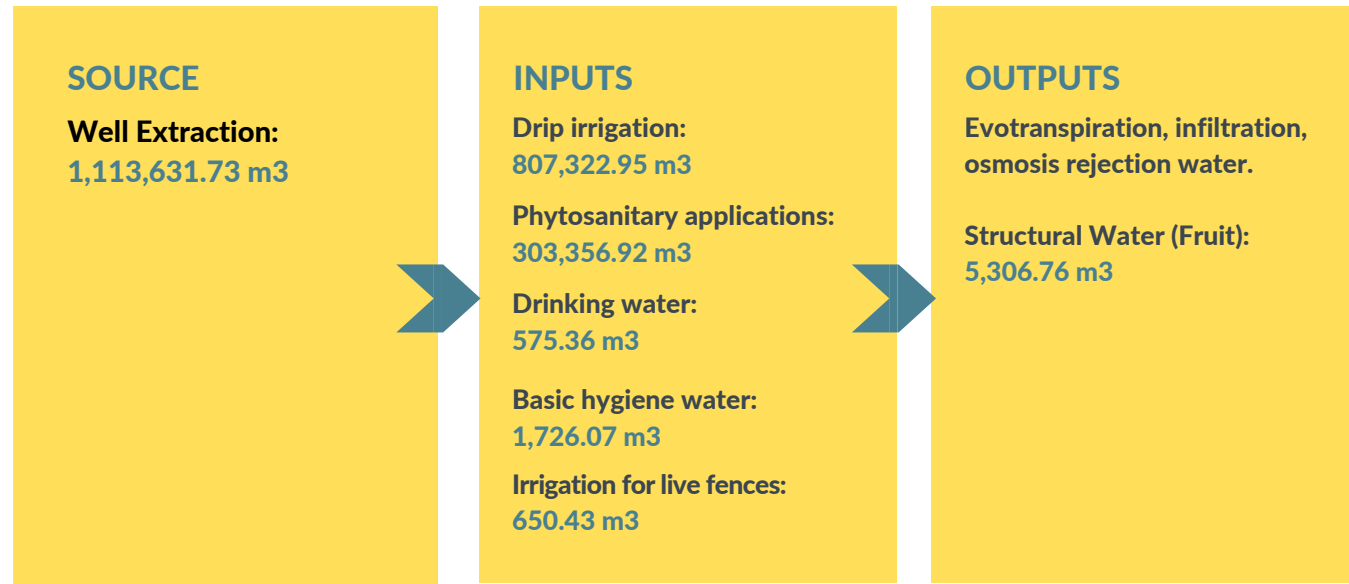 SOURCE
Well Extraction:
1,113,631.73 m3
INPUTS
Drip irrigation:
807,322.95 m3
Phytosanitary applications:
303,356.92 m3
Drinking water:
575.36 m3
Basic hygiene water:
1,726.07 m3
Irrigation for live fences:
650.43 m3
OUTPUTS
Evotranspiration, infiltration,
osmosis rejection water.
Structural Water (Fruit):
5,306.76 m3